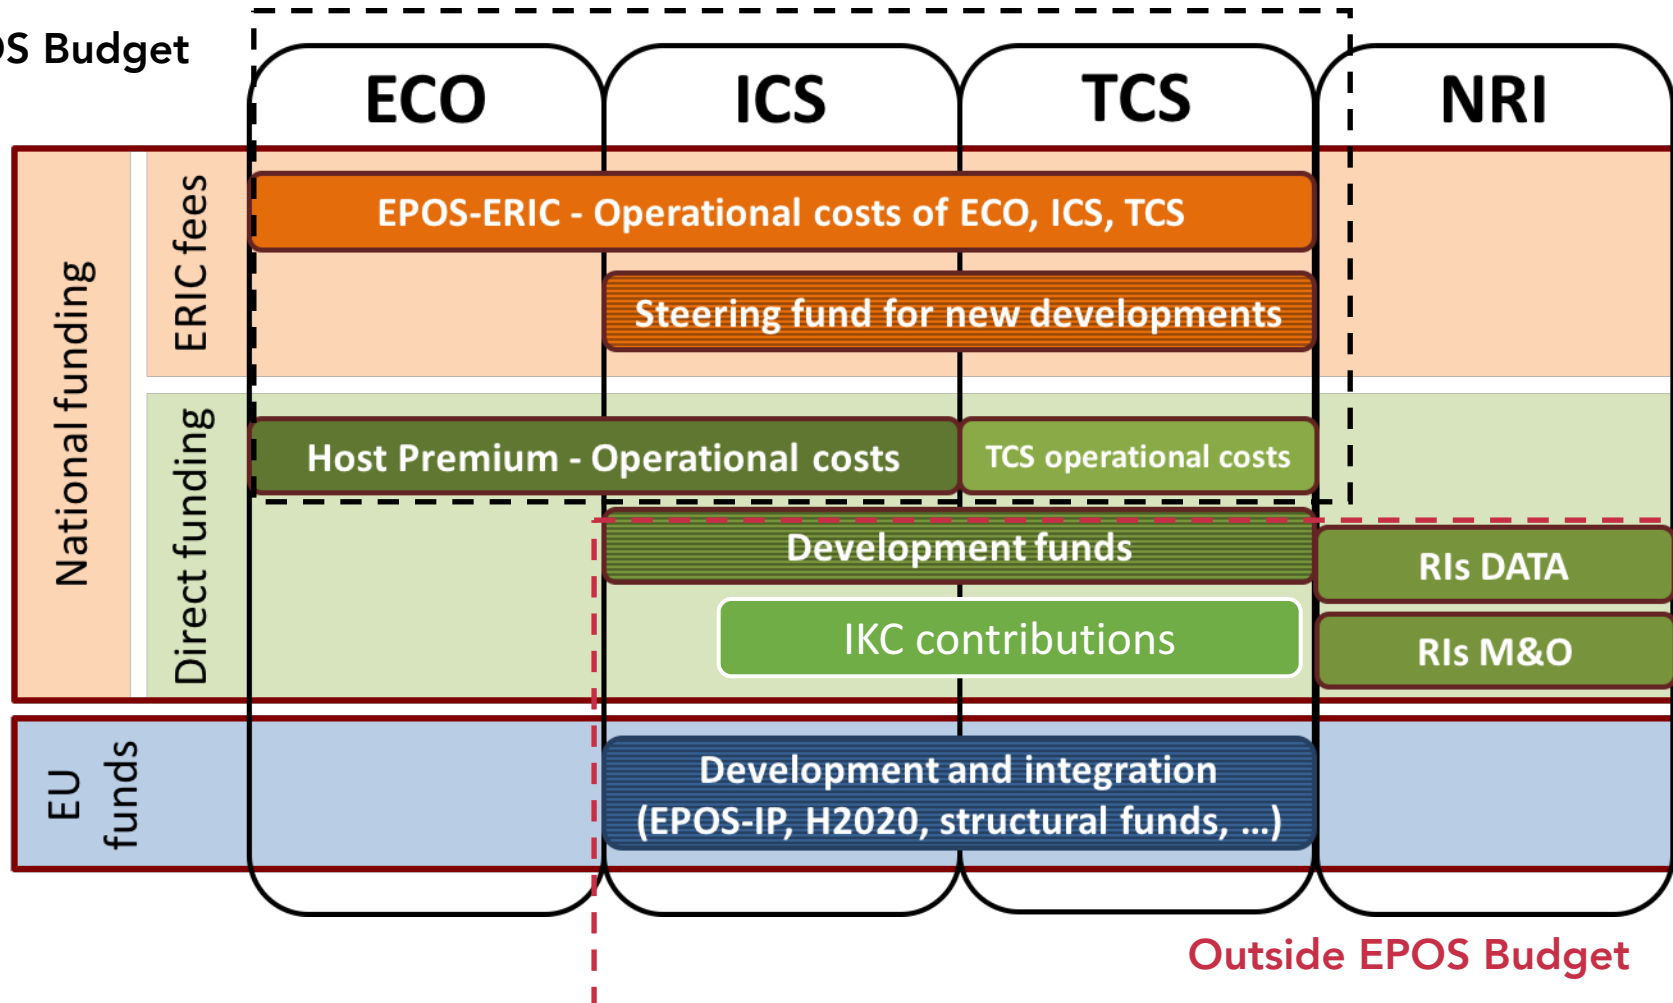 S Budget
ECO
ICS
TCS
NRI
National funding
ERIC fees
EPOS-ERIC - Operational costs of ECO, ICS, TCS
Steering fund for new developments
Direct funding
Host Premium - Operational costs
TCS operational costs
Development funds
RIs DATA
IKC contributions
RIs M&O
EU
funds
Development and integration
(EPOS-IP, H2020, structural funds, ...)
Outside EPOS Budget